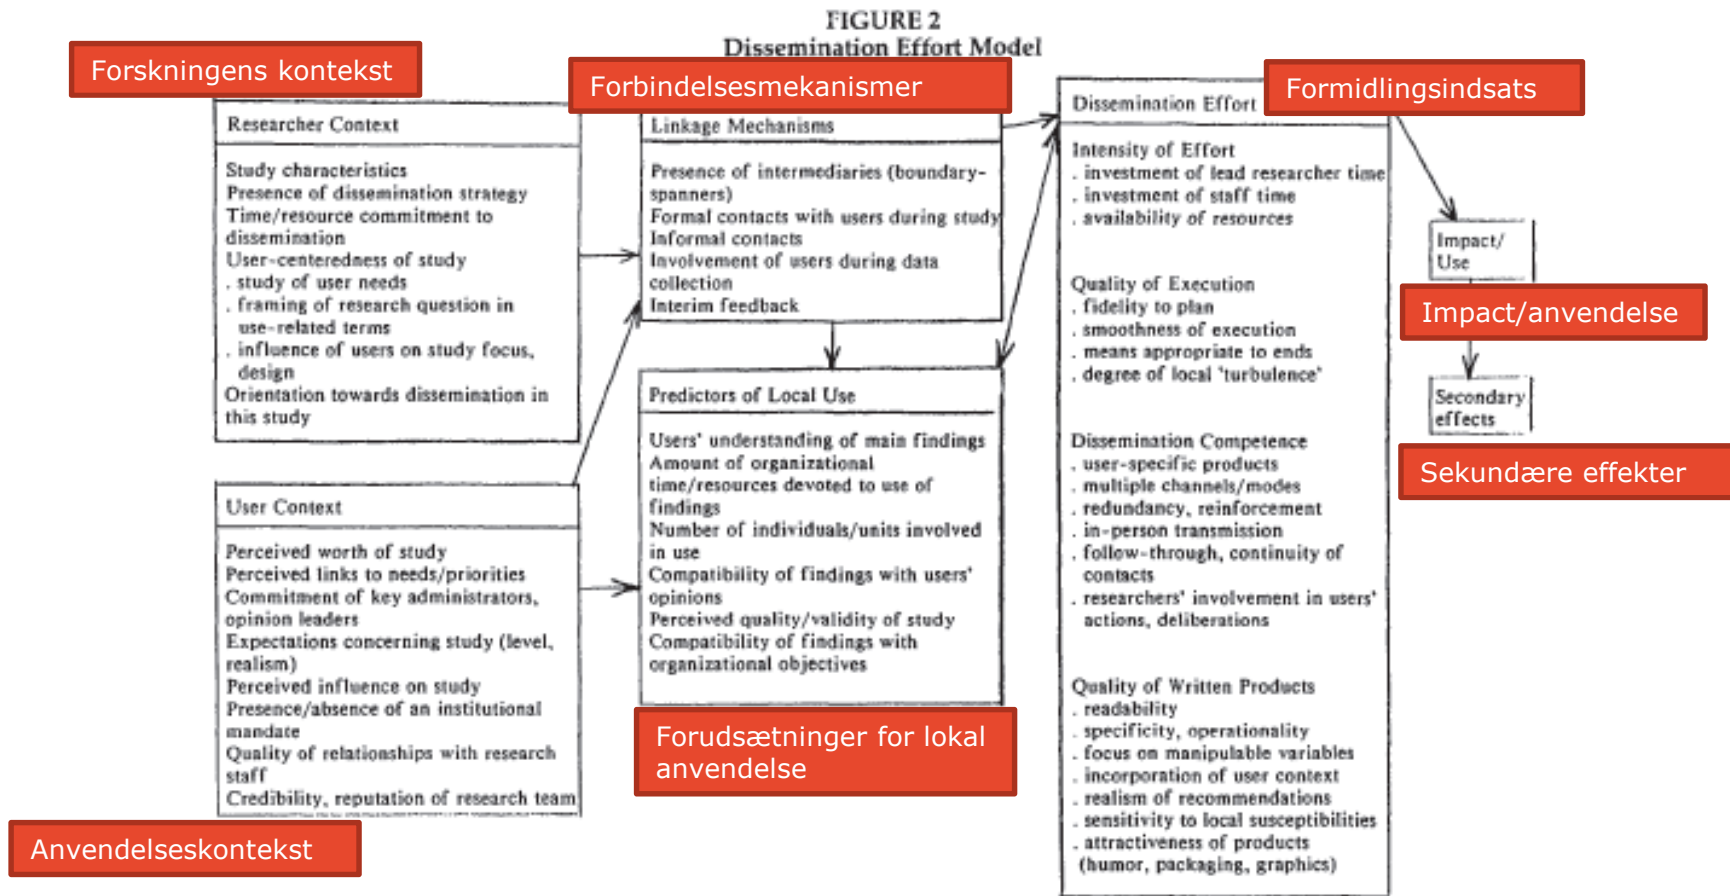 FIGURE 2
Dissemination Effort Model
Forskningens kontekst
Researcher Context
Study characteristics
Presence of dissemination strategy
Time/resource commitment to
dissemination
User-centeredness of study
. study of user needs
. framing of research question in
use-related terms
. influence of users on study focus,
design
Orientation towards dissemination in
this study
User Context
Perceived worth of study
Perceived links to needs/priorities
Commitment of key administrators,
opinion leaders
Expectations concerning study (level,
realism)
Perceived influence on study
Presence/absence of an institutional
mandate
Quality of relationships with research
staff
Credibility, reputation of research team
Anvendelseskontekst
Forbindelsesmekanismer
Linkage Mechanisms
Presence of intermediaries (boundary-
spanners)
Formal contacts with users during study
Informal contacts
Involvement of users during data
collection
Interim feedback
Predictors of Local Use
Users' understanding of main findings
Amount of organizational
time/resources devoted to use of
findings
Number of individuals/units involved
in use
Compatibility of findings with users'
opinions
Perceived quality/validity of study
Compatibility of findings with
organizational objectives
Forudsætninger for lokal
anvendelse
Formidlingsindsats
Dissemination Effort
Intensity of Effort
. investment of lead researcher time
. investment of staff time
. availability of resources
Quality of Execution
. fidelity to plan
. smoothness of execution
. means appropriate to ends
. degree of local 'turbulence'
Dissemination Competence
. user-specific products
. multiple channels/modes
. redundancy, reinforcement
. in-person transmission
. follow-through, continuity of
contacts
. researchers' involvement in users'
actions, deliberations
Quality of Written Products
. readability
. specificity, operationality
. focus on manipulable variables
. incorporation of user context
. realism of recommendations
. sensitivity to local susceptibilities
. attractiveness of products
(humor, packaging, graphics)
Impact/
Use
Impact/anvendelse
Secondary
effects
Sekundære effekter